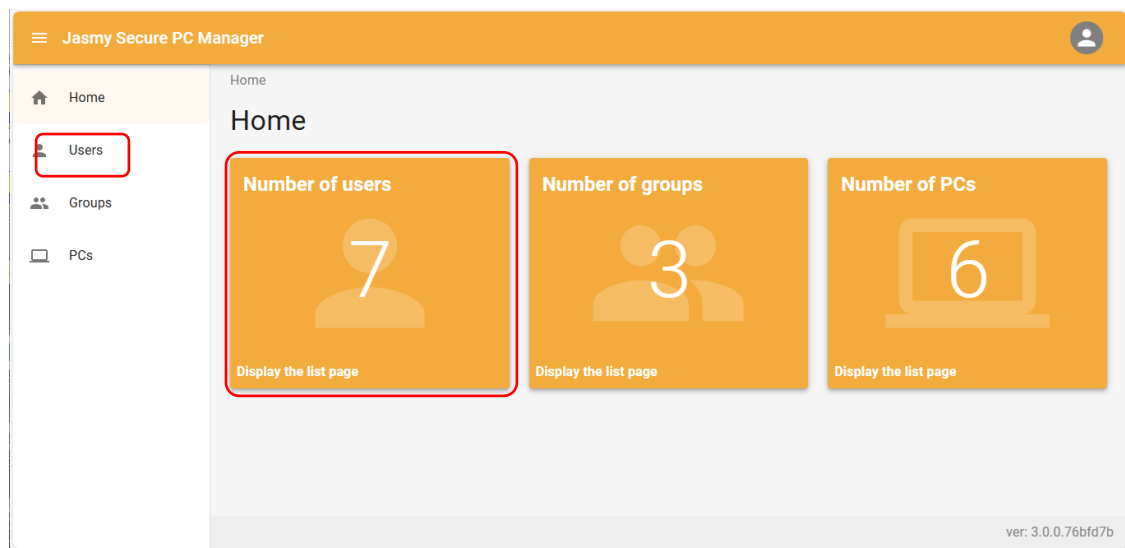 Jasmy Secure PC Manager
Home
Users
Groups
PCs
Home
Home
Number of users
7
Display the list page
Number of groups
3
Display the list page
Number of PCs
6
Display the list page
ver: 3.0.0.76bfd7b